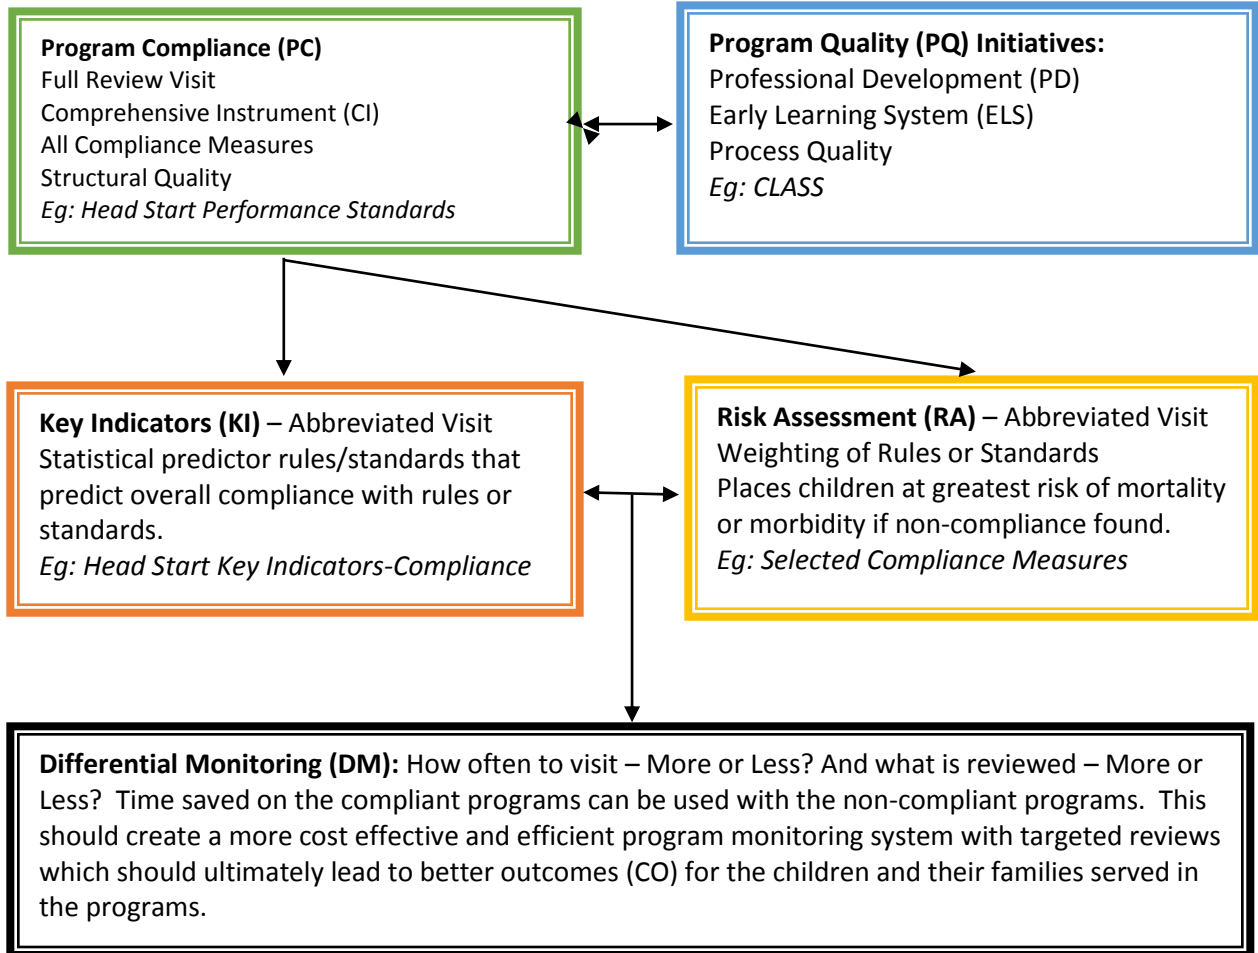 Program Compliance (PC)
Full Review Visit
Comprehensive Instrument (CI)
All Compliance Measures
Structural Quality
Eg: Head Start Performance Standards
Program Quality (PQ) Initiatives:
Professional Development (PD)
Early Learning System (ELS)
Process Quality
Eg: CLASS
Key Indicators (KI) – Abbreviated Visit
Statistical predictor rules/standards that
predict overall compliance with rules or
standards.
Eg: Head Start Key Indicators-Compliance
Risk Assessment (RA) – Abbreviated Visit
Weighting of Rules or Standards
Places children at greatest risk of mortality
or morbidity if non-compliance found.
Eg: Selected Compliance Measures
Differential Monitoring (DM): How often to visit – More or Less? And what is reviewed – More or
Less?  Time saved on the compliant programs can be used with the non-compliant programs.  This
should create a more cost effective and efficient program monitoring system with targeted reviews
which should ultimately lead to better outcomes (CO) for the children and their families served in
the programs.